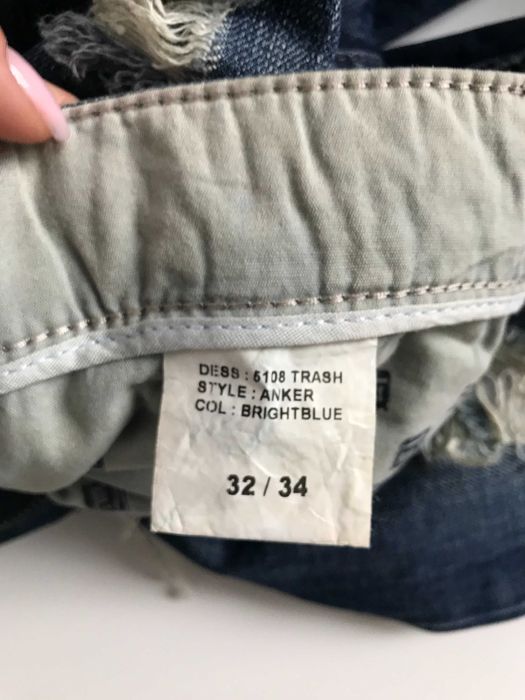 DESS : 5108 TRASH
STYLE : ANKER
COL : BRIGHTBLUE
32 / 34